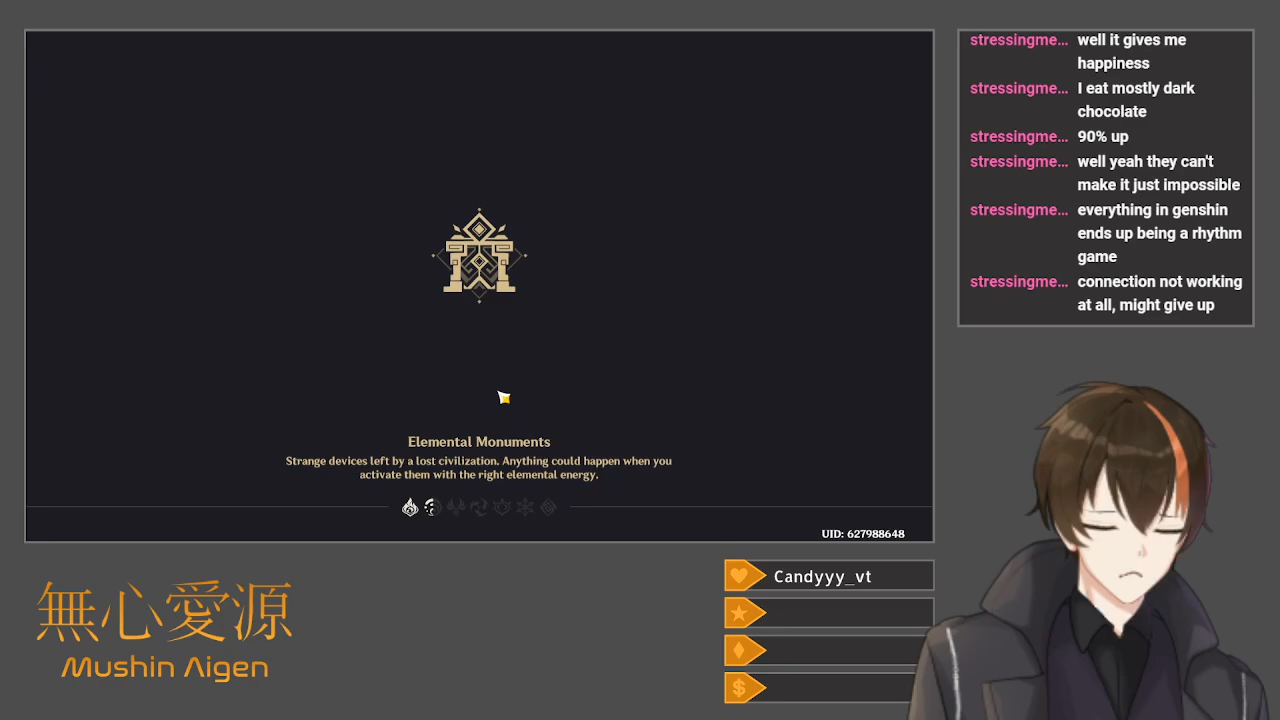 stressingme... well it gives me
happiness
stressingme... I eat mostly dark
chocolate
stressingme... 90% up
stressingme... well yeah they can't
make it just impossible
stressingme... everything in genshin
ends up being a rhythm
game
stressingme... connection not working
at all, might give up
Elemental Monuments
Strange devices left by a lost civilization. Anything could happen when you
activate them with the right elemental energy.
UID: 627988648
Candyyy_vt
無心愛源
Mushin Aigen